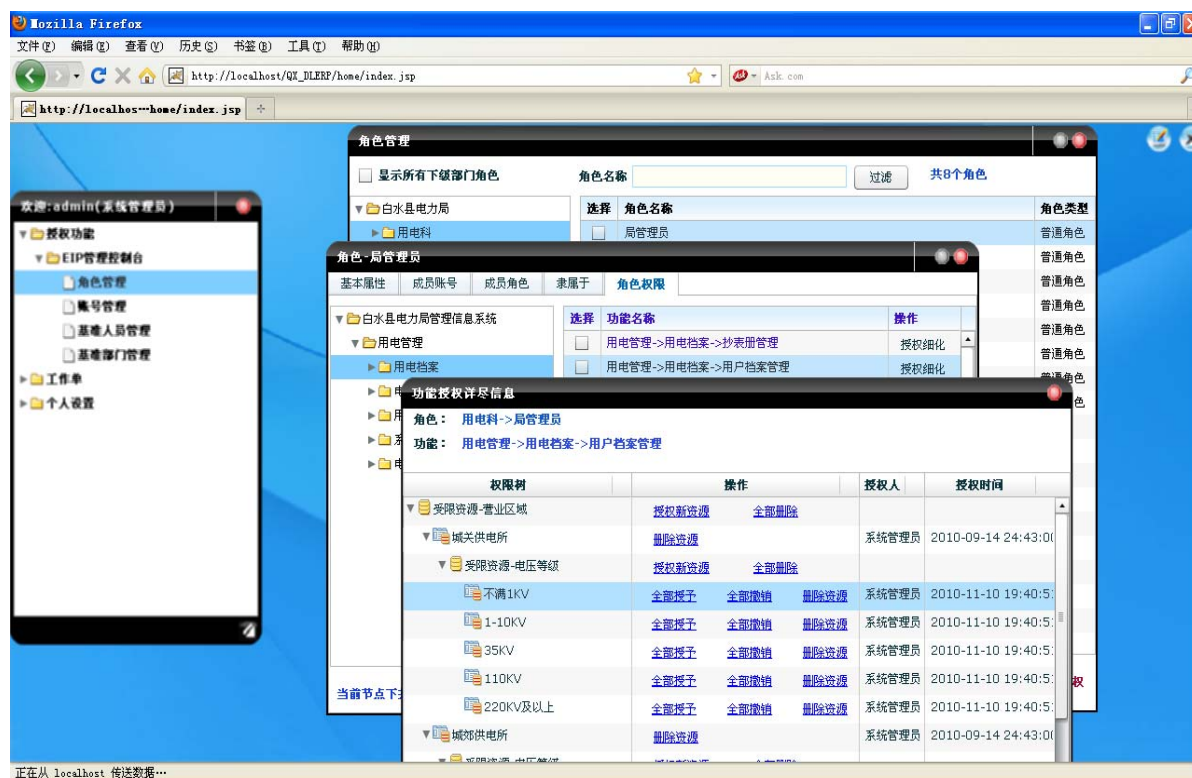 Mozilla Firefox
文件(F) 编辑(E) 查看(V) 历史(S) 书签(B) 工具(T) 帮助(H)
http://localhost/QX_DLERP/home/index.jsp
Ask.com
http://localhos···home/index.jsp
欢迎:admin(系统管理员)
授权功能
EIP管理控制台
角色管理
账号管理
基准人员管理
基准部门管理
工作单
个人设置
角色管理
显示所有下级部门角色 角色名称 过滤 共8个角色
白水县电力局 选择 角色名称 角色类型
用电科 局管理员 普通角色
普通角色
普通角色
普通角色
普通角色
普通角色
角色-局管理员
基本属性 成员账号 成员角色 隶属于 角色权限
白水县电力局管理信息系统 选择 功能名称 操作
用电管理 用电管理->用电档案->抄表册管理 授权细化
用电档案 用电管理->用电档案->用户档案管理 授权细化
当前节点下 权
功能授权详尽信息
角色： 用电科->局管理员
功能： 用电管理->用电档案->用户档案管理
权限树 操作 授权人 授权时间
受限资源-营业区域 授权新资源 全部删除
城关供电所 删除资源 系统管理员 2010-09-14 24:43:0
受限资源-电压等级 授权新资源 全部删除
不满1KV 全部授予 全部撤销 删除资源 系统管理员 2010-11-10 19:40:5
1-10KV 全部授予 全部撤销 删除资源 系统管理员 2010-11-10 19:40:5
35KV 全部授予 全部撤销 删除资源 系统管理员 2010-11-10 19:40:5
110KV 全部授予 全部撤销 删除资源 系统管理员 2010-11-10 19:40:5
220KV及以上 全部授予 全部撤销 删除资源 系统管理员 2010-11-10 19:40:5
城郊供电所 删除资源 系统管理员 2010-09-14 24:43:0
正在从 localhost 传送数据···